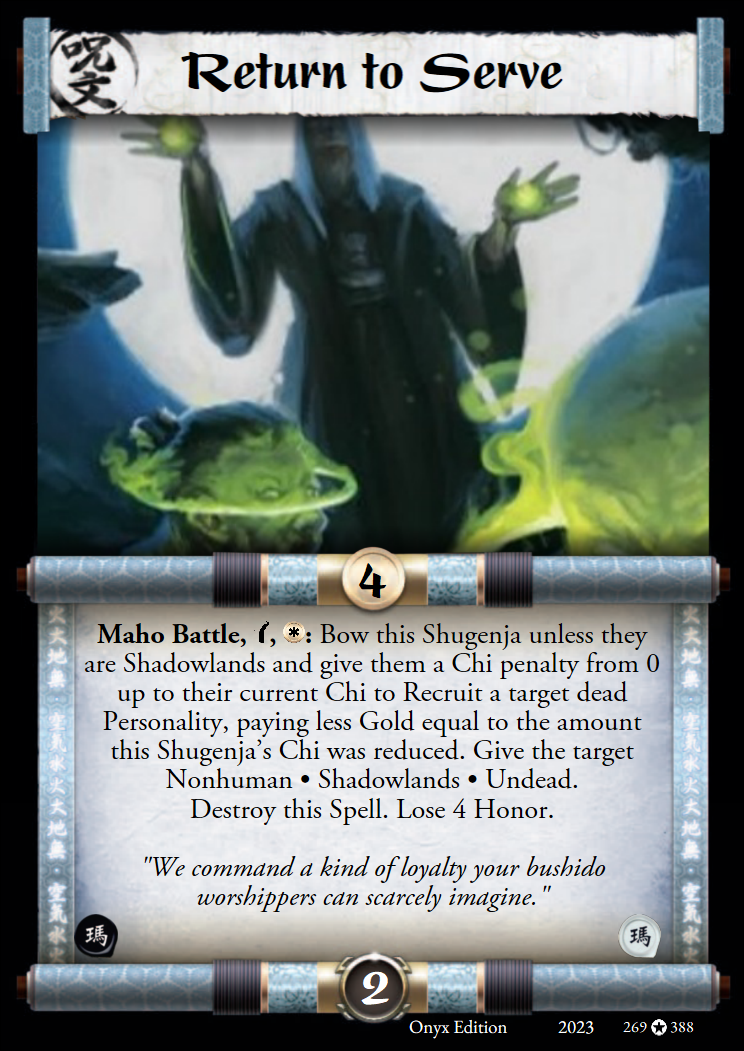 呪文
Return to Serve
4
Maho Battle, , : Bow this Shugenja unless they
are Shadowlands and give them a Chi penalty from 0
up to their current Chi to Recruit a target dead
Personality, paying less Gold equal to the amount
this Shugenja's Chi was reduced. Give the target
Nonhuman • Shadowlands • Undead.
Destroy this Spell. Lose 4 Honor.
"We command a kind of loyalty your bushido
worshippers can scarcely imagine."
瑪
瑪
2
Onyx Edition 2023 269 388